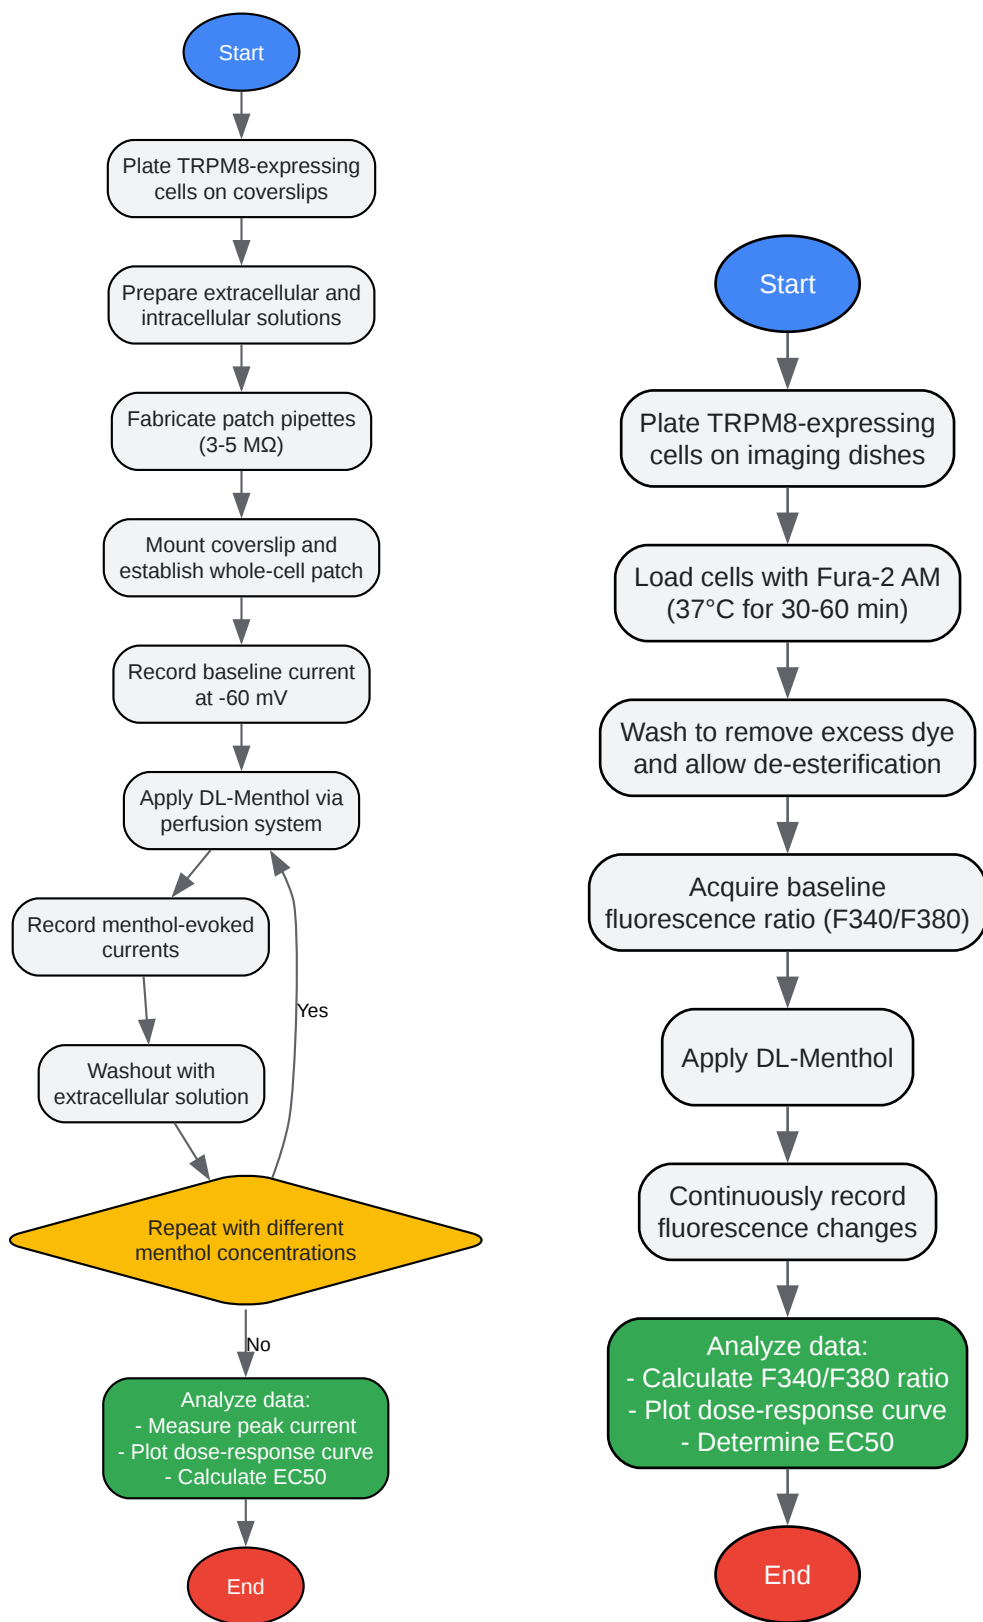 Start
Plate TRPM8-expressing
cells on coverslips
Prepare extracellular and
intracellular solutions
Fabricate patch pipettes
(3-5 MΩ)
Mount coverslip and
establish whole-cell patch
Record baseline current
at -60 mV
Apply DL-Menthol via
perfusion system
Record menthol-evoked
currents
Yes
Washout with
extracellular solution
Repeat with different
menthol concentrations
No
Analyze data:
- Measure peak current
- Plot dose-response curve
- Calculate EC50
End
Start
Plate TRPM8-expressing
cells on imaging dishes
Load cells with Fura-2 AM
(37°C for 30-60 min)
Wash to remove excess dye
and allow de-esterification
Acquire baseline
fluorescence ratio (F340/F380)
Apply DL-Menthol
Continuously record
fluorescence changes
Analyze data:
- Calculate F340/F380 ratio
- Plot dose-response curve
- Determine EC50
End